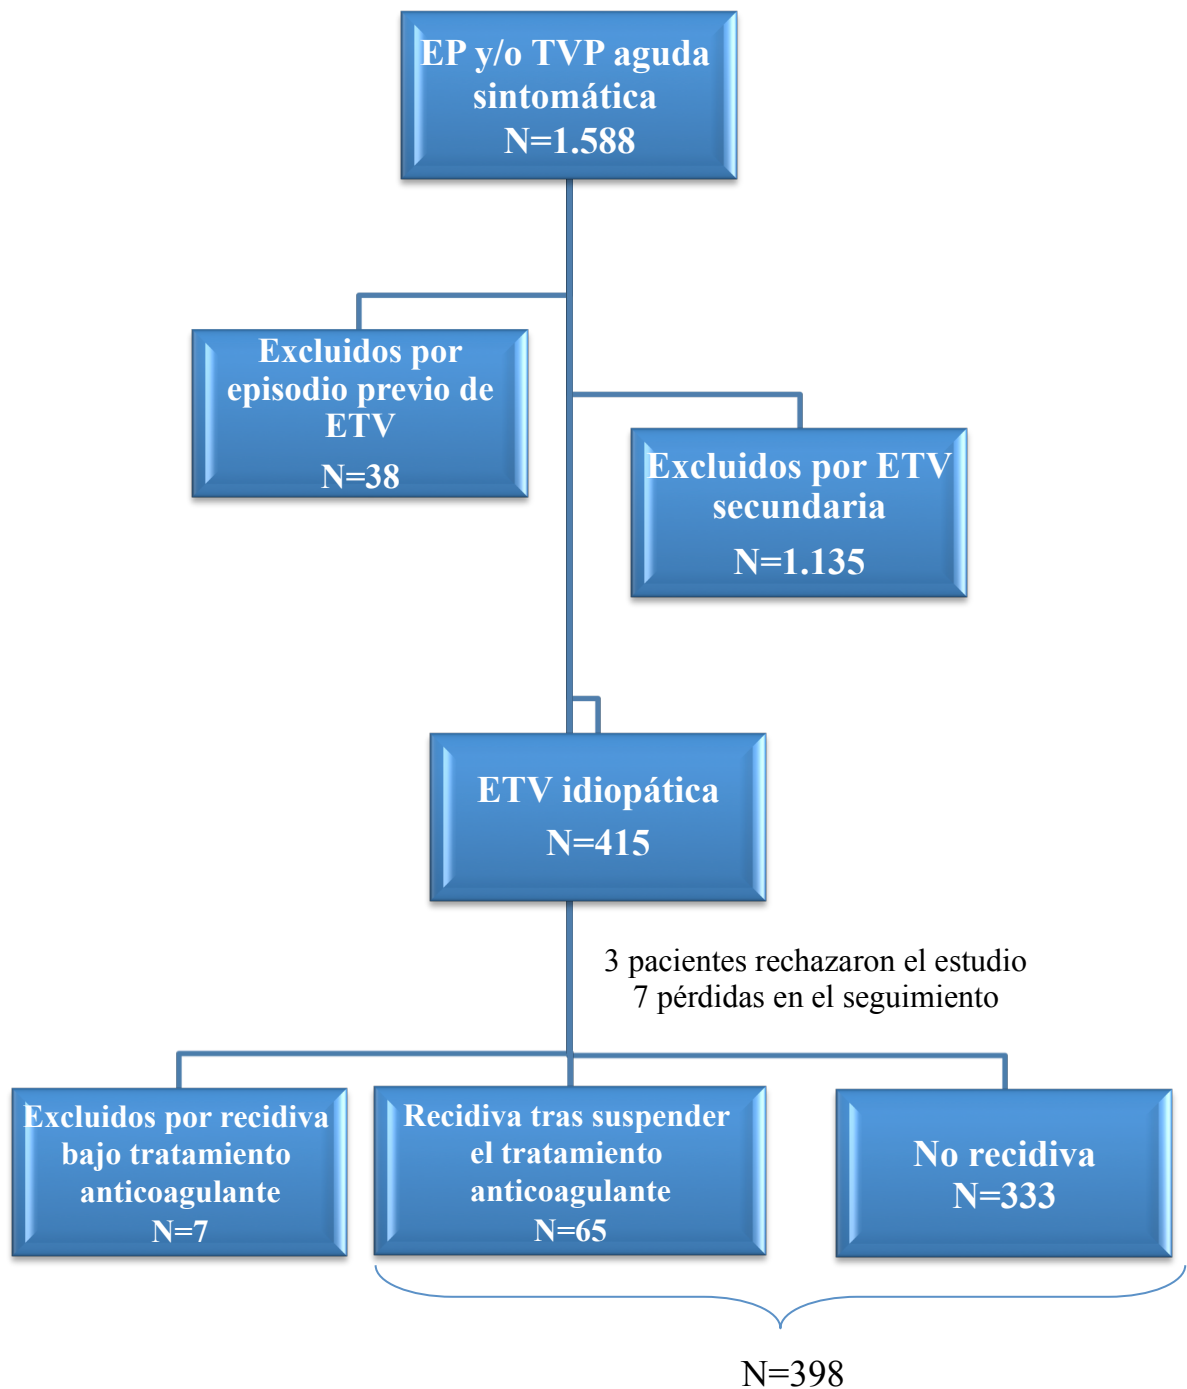 EP y/o TVP aguda
sintomática
N=1.588
Excluidos por
episodio previo de
ETV
N=38
Excluidos por ETV
secundaria
N=1.135
ETV idiopática
N=415
3 pacientes rechazaron el estudio
7 pérdidas en el seguimiento
Excluidos por recidiva
bajo tratamiento
anticoagulante
N=7
Recidiva tras suspender
el tratamiento
anticoagulante
N=65
No recidiva
N=333
N=398